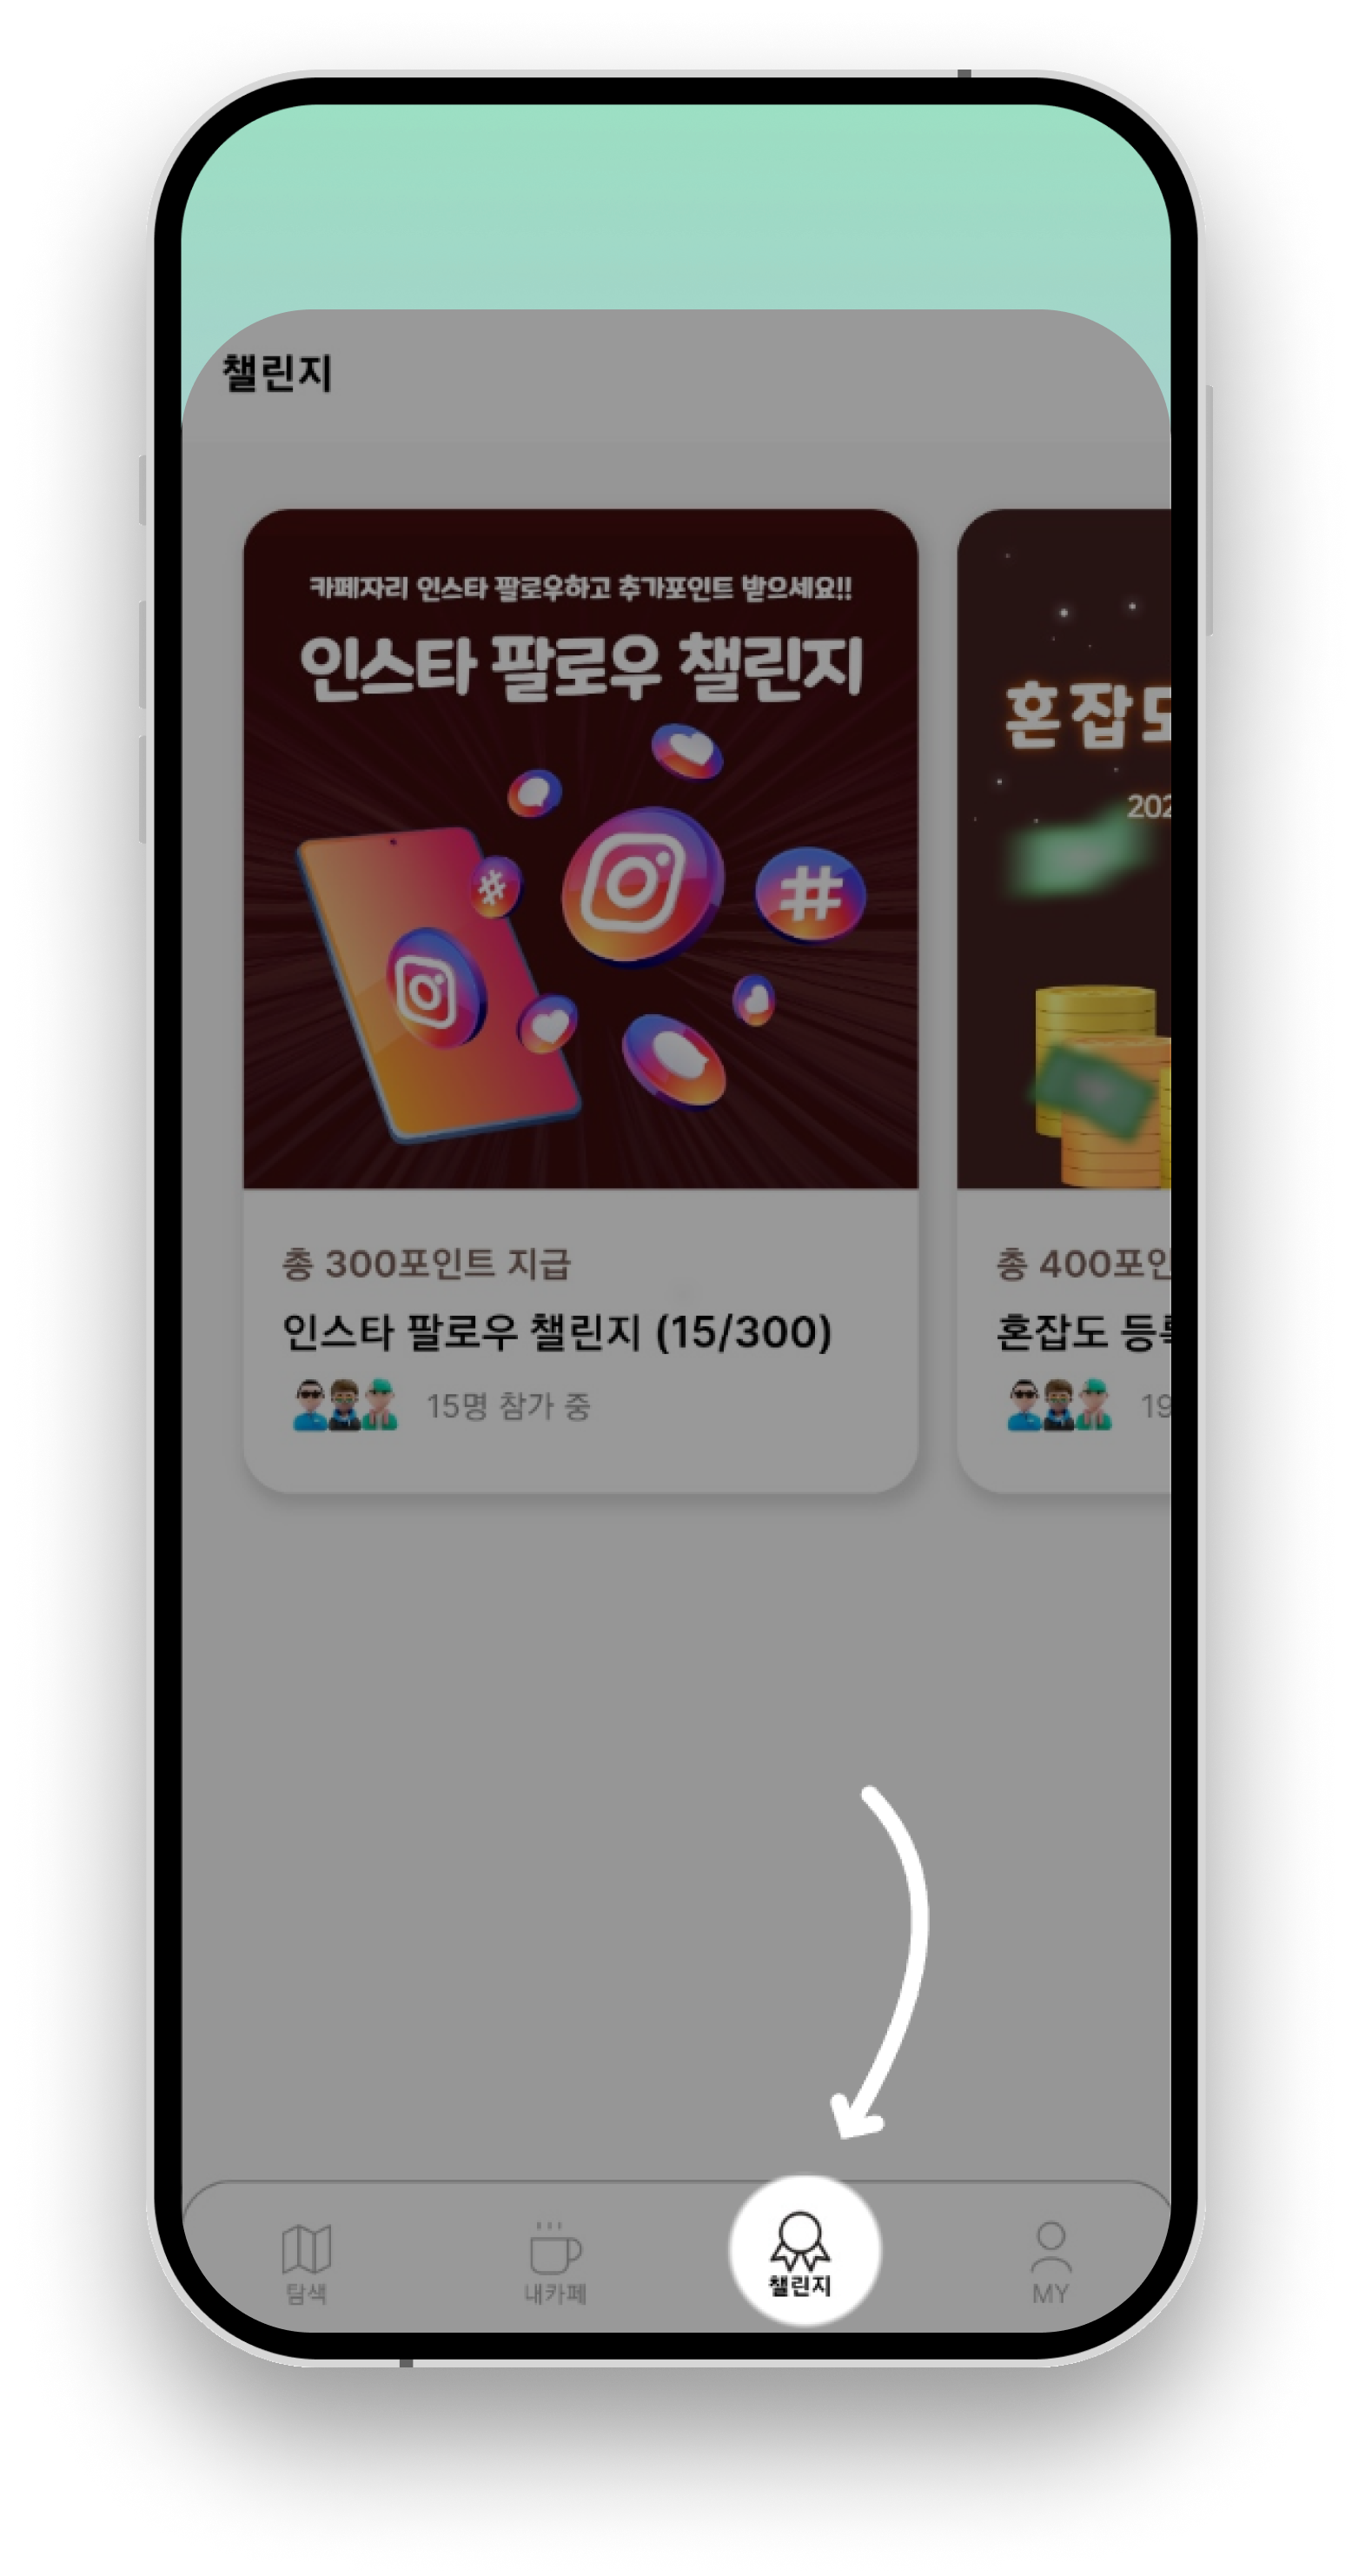 챌린지
카페자리 인스타 팔로우하고 추가포인트 받으세요!!
인스타 팔로우 챌린지
혼잡도
202
총 300포인트 지급
인스타 팔로우 챌린지 (15/300)
15명 참가 중
총 400포인
혼잡도 등록
19
탐색
내카페
챌린지
MY